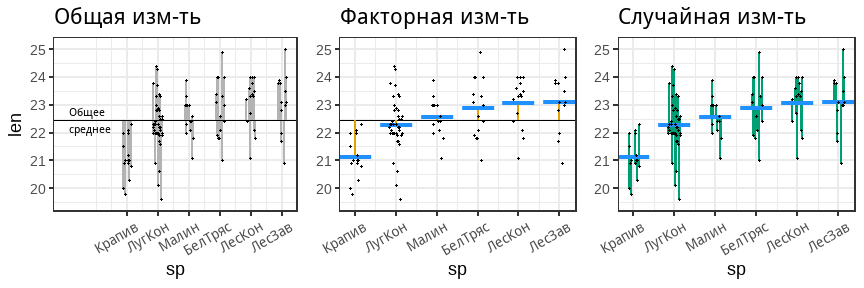 Общая изм-ть
Факторная изм-ть
Случайная изм-ть
len
25
24
23
22
21
20
Общее
среднее
Крапив
ЛугКон
Малин
БелТряс
ЛесКон
ЛесЗав
sp
25
24
23
22
21
20
Крапив
ЛугКон
Малин
БелТряс
ЛесКон
ЛесЗав
sp
25
24
23
22
21
20
Крапив
ЛугКон
Малин
БелТряс
ЛесКон
ЛесЗав
sp